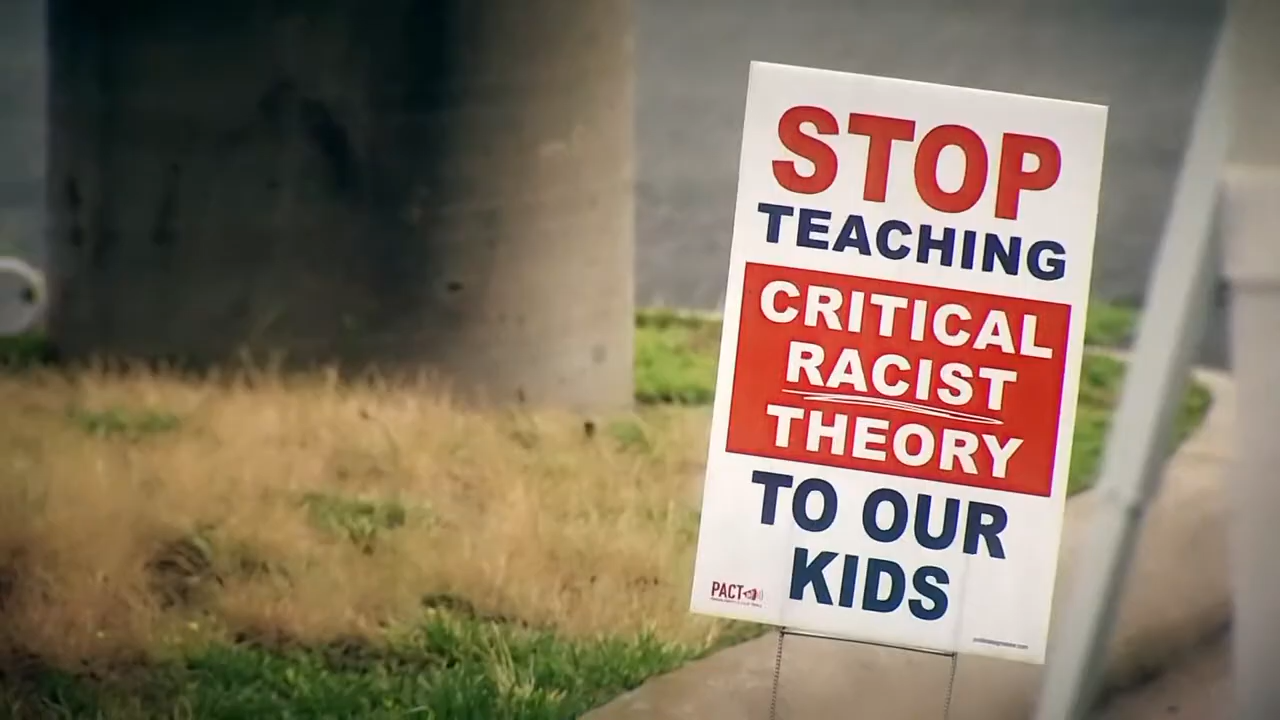 STOP
TEACHING
CRITICAL
RACIST
THEORY
TO OUR
KIDS
PACT